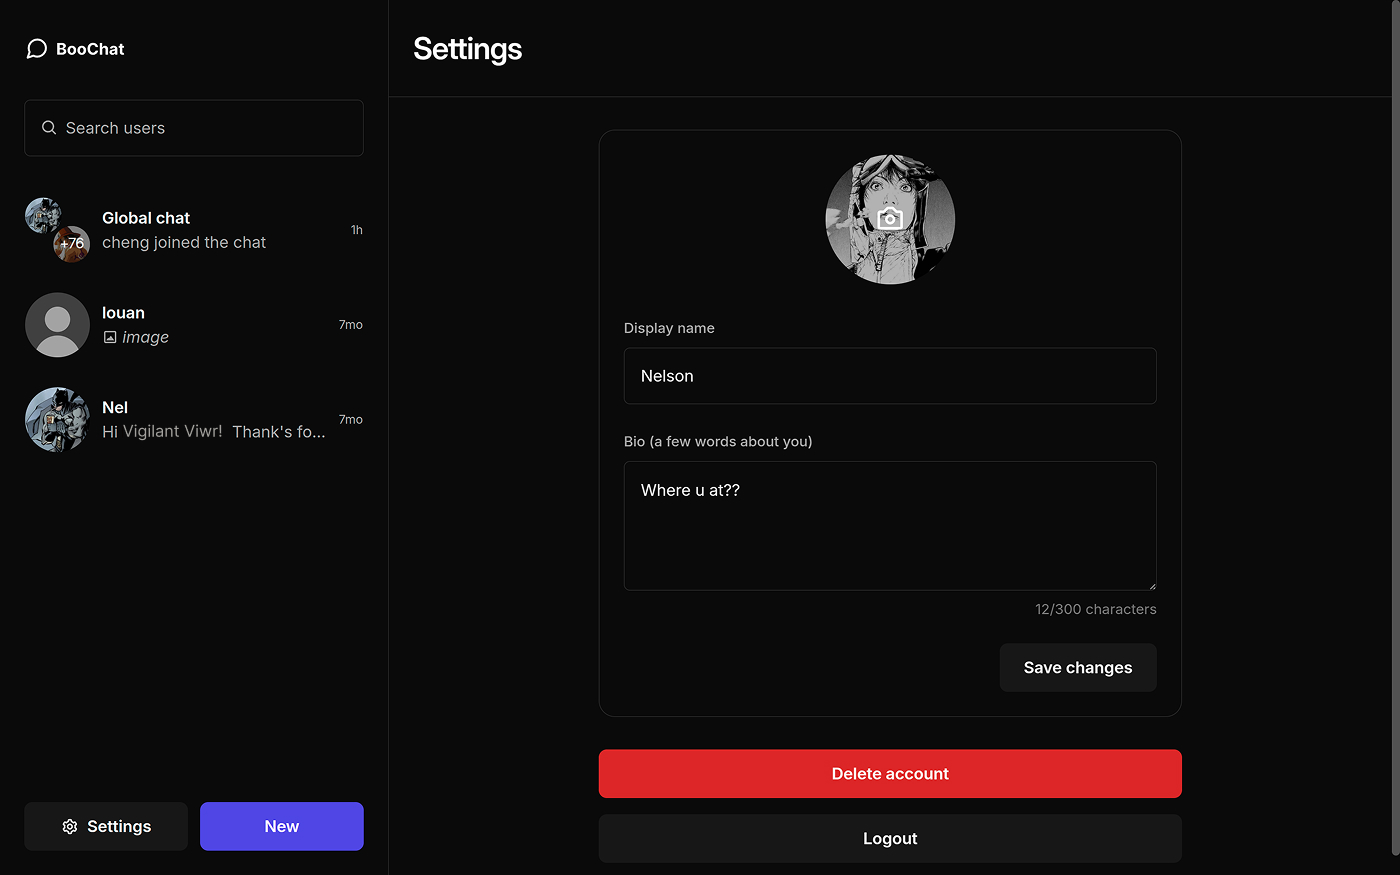 BooChat
Search users
Global chat
cheng joined the chat
1h
+76
louan
image
7mo
Nel
Hi Vigilant Viwr! Thank's fo...
7mo
Settings
New
Settings
Display name
Nelson
Bio (a few words about you)
Where u at??
12/300 characters
Save changes
Delete account
Logout